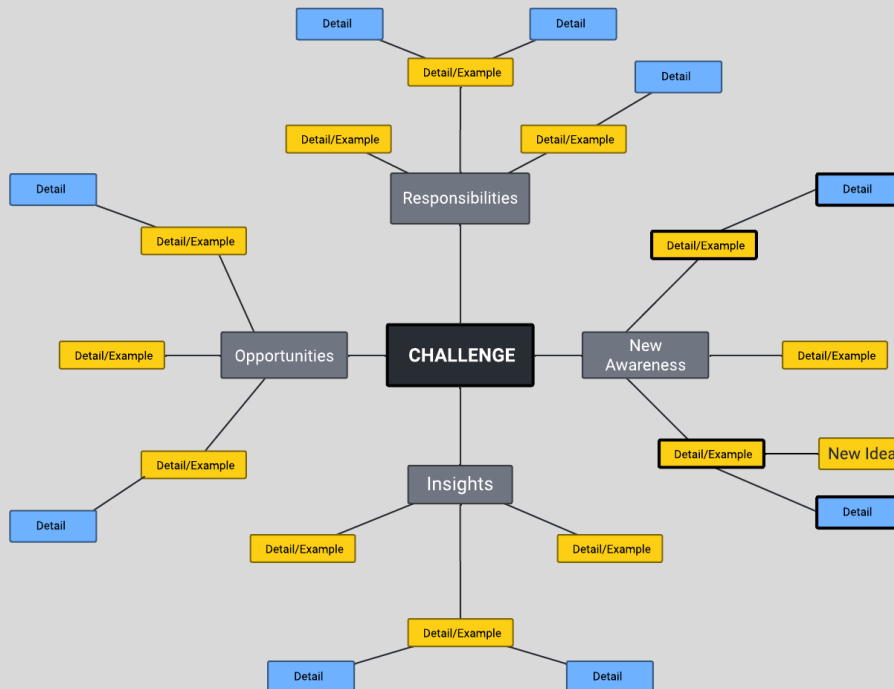 Detail
Detail
Detail/Example
Detail
Detail/Example
Detail/Example
Responsibilities
Detail
Detail
Detail/Example
Detail/Example
Detail/Example
Opportunities
CHALLENGE
New
Awareness
Detail/Example
Detail/Example
Detail/Example
New Idea
Insights
Detail
Detail
Detail/Example
Detail/Example
Detail/Example
Detail
Detail